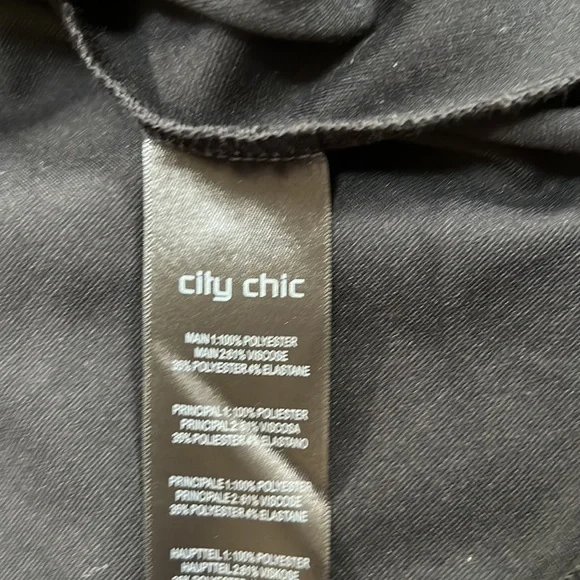 city chic
MAIN 1:100% POLYESTER
MAIN 2:61% VISCOSE
35% POLYESTER 4% ELASTANE
PRINCIPAL 1: 100% POLIESTER
PRINCIPAL 2: 61% VISCOSA
35% POLIESTER 4% ELASTANO
PRINCIPALE 1:100% POLYESTER
PRINCIPALE 2: 61% VISCOSE
35% POLYESTER 4% ELASTANE
HAUPTTEIL 1: 100% POLYESTER
HAUPTTEIL 2: 61% VISKOSE